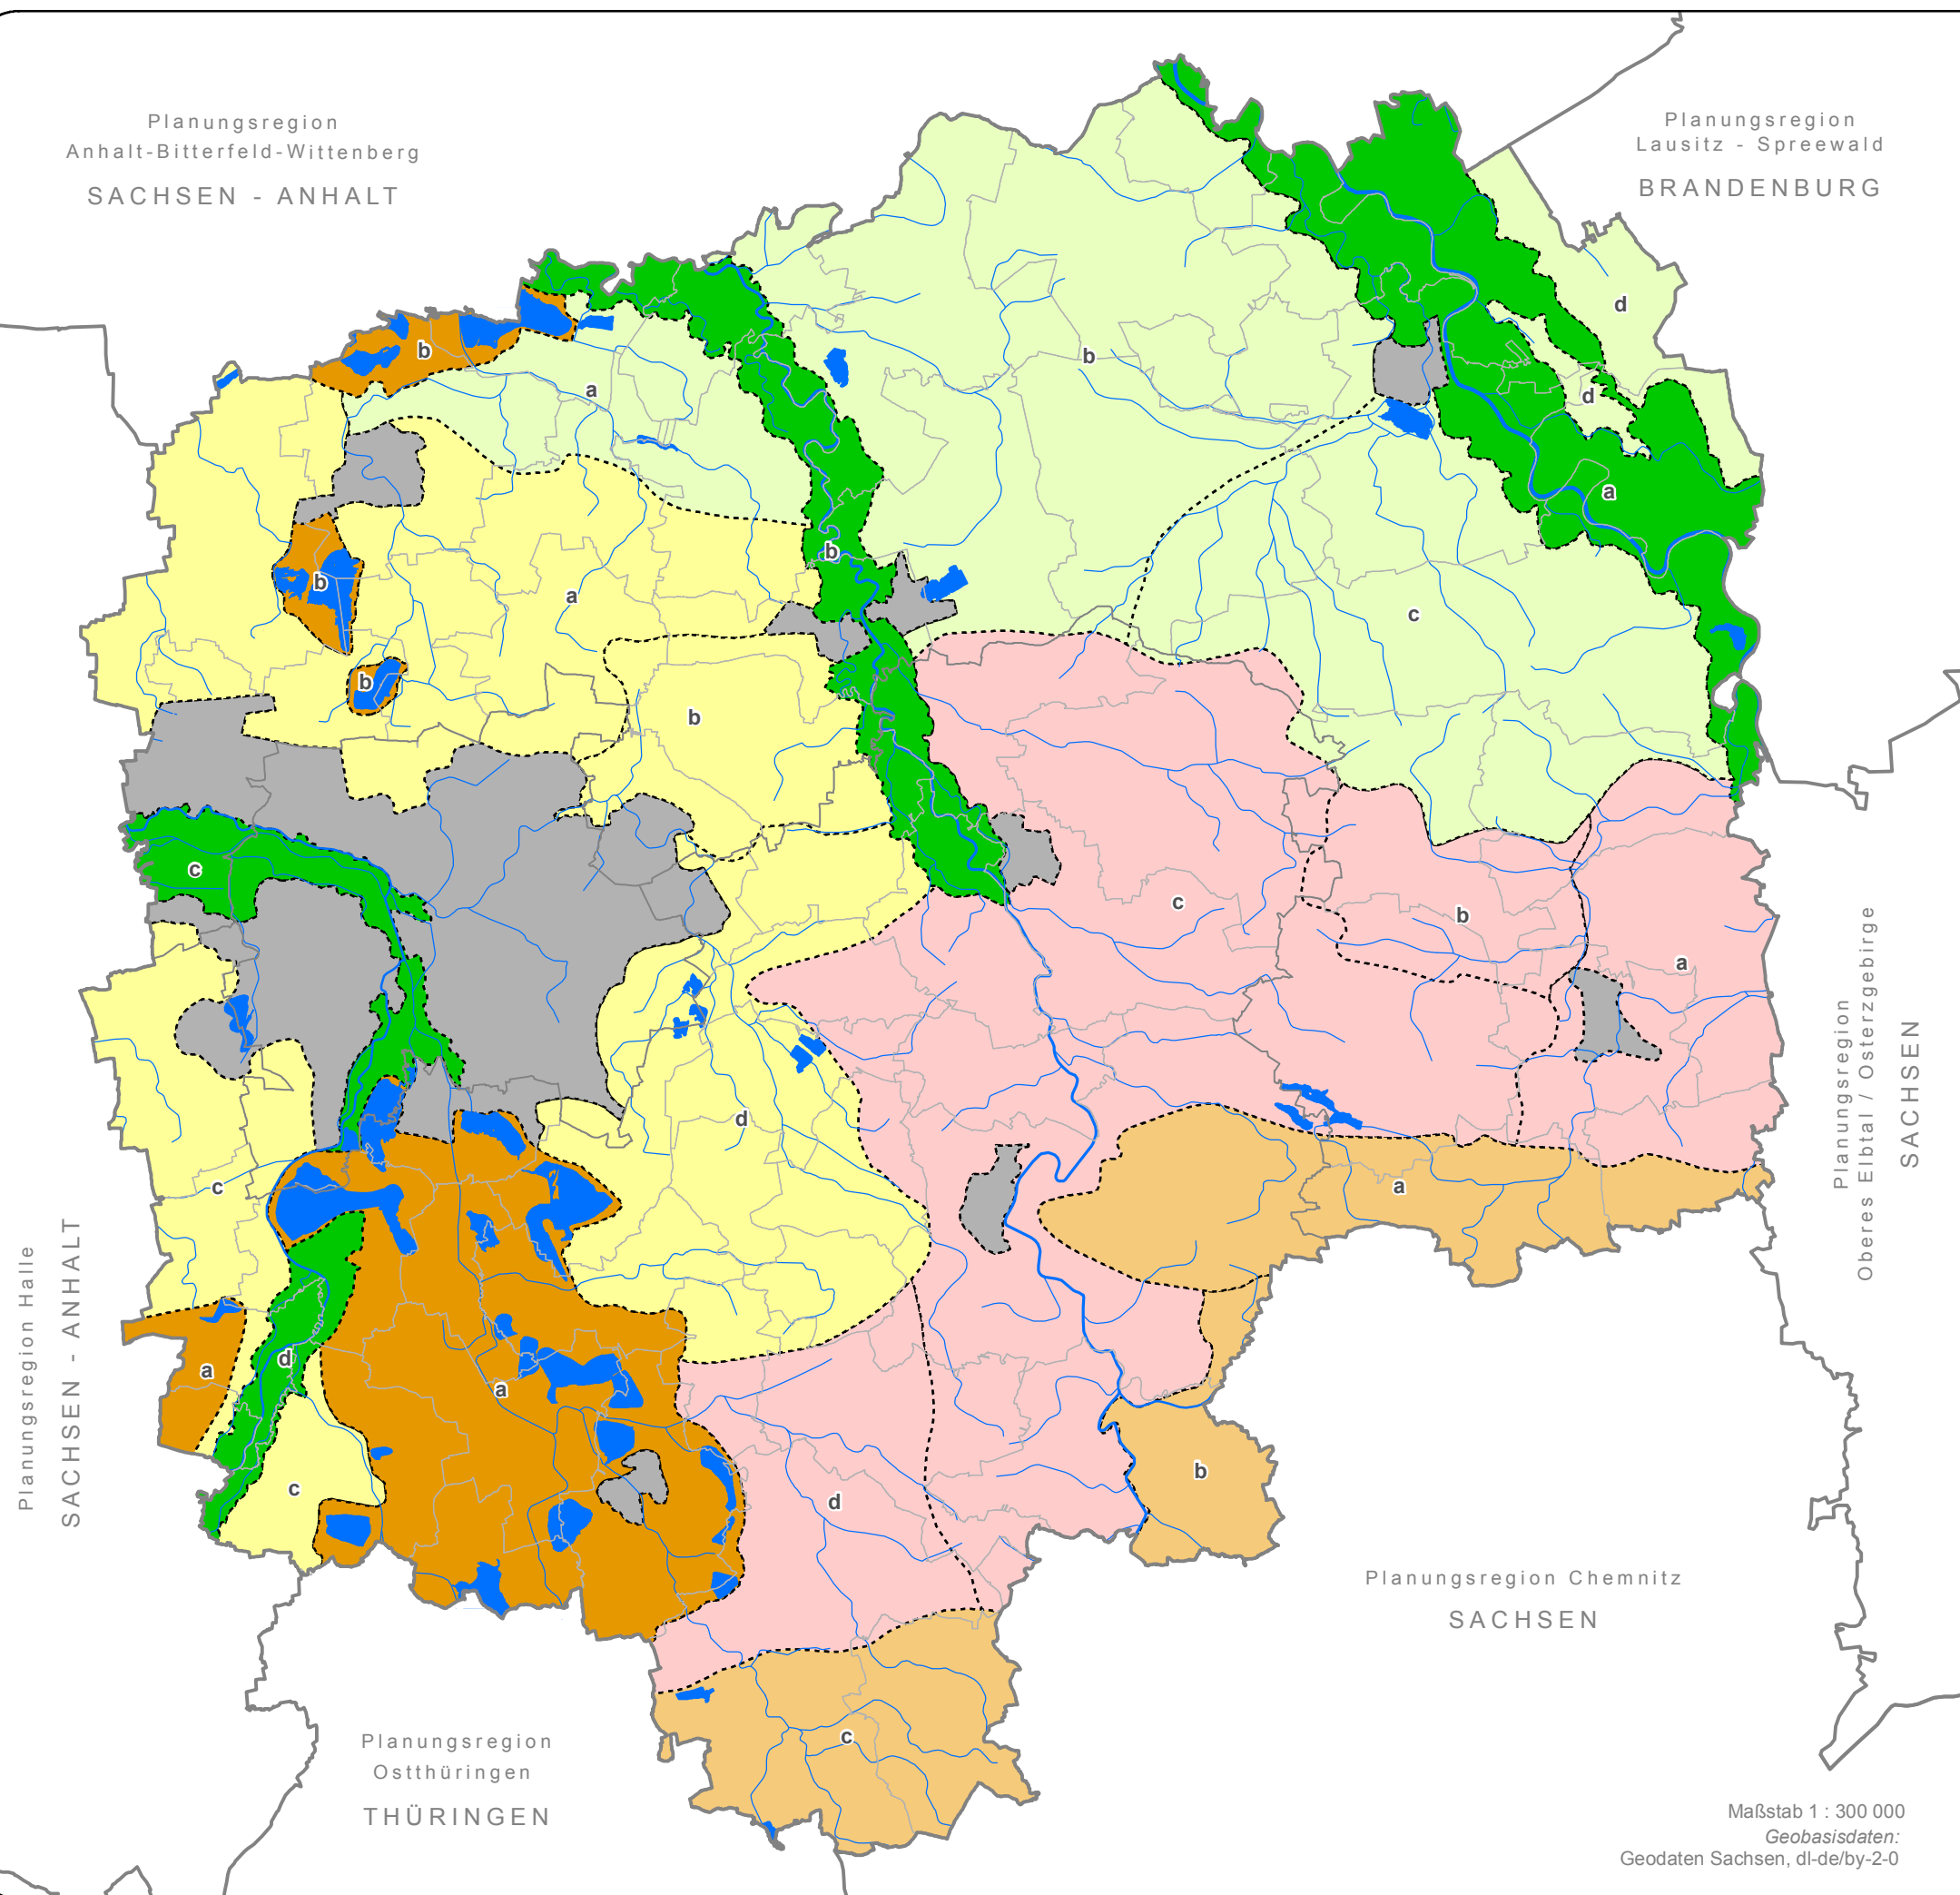 Planungsregion
Anhalt-Bitterfeld-Wittenberg
SACHSEN - ANHALT
Planungsregion
Lausitz - Spreewald
BRANDENBURG
d
b
b
a
d
a
b
b
a
c
b
b
c
c
b
a
d
c
a
d
a
a
b
c
d
c
Planungsregion
Oberes Elbtal / Osterzgebirge
SACHSEN
Planungsregion Halle
SACHSEN - ANHALT
Planungsregion Chemnitz
SACHSEN
Planungsregion
Ostthüringen
THÜRINGEN
Maßstab 1 : 300 000
Geobasisdaten:
Geodaten Sachsen, dl-de/by-2-0